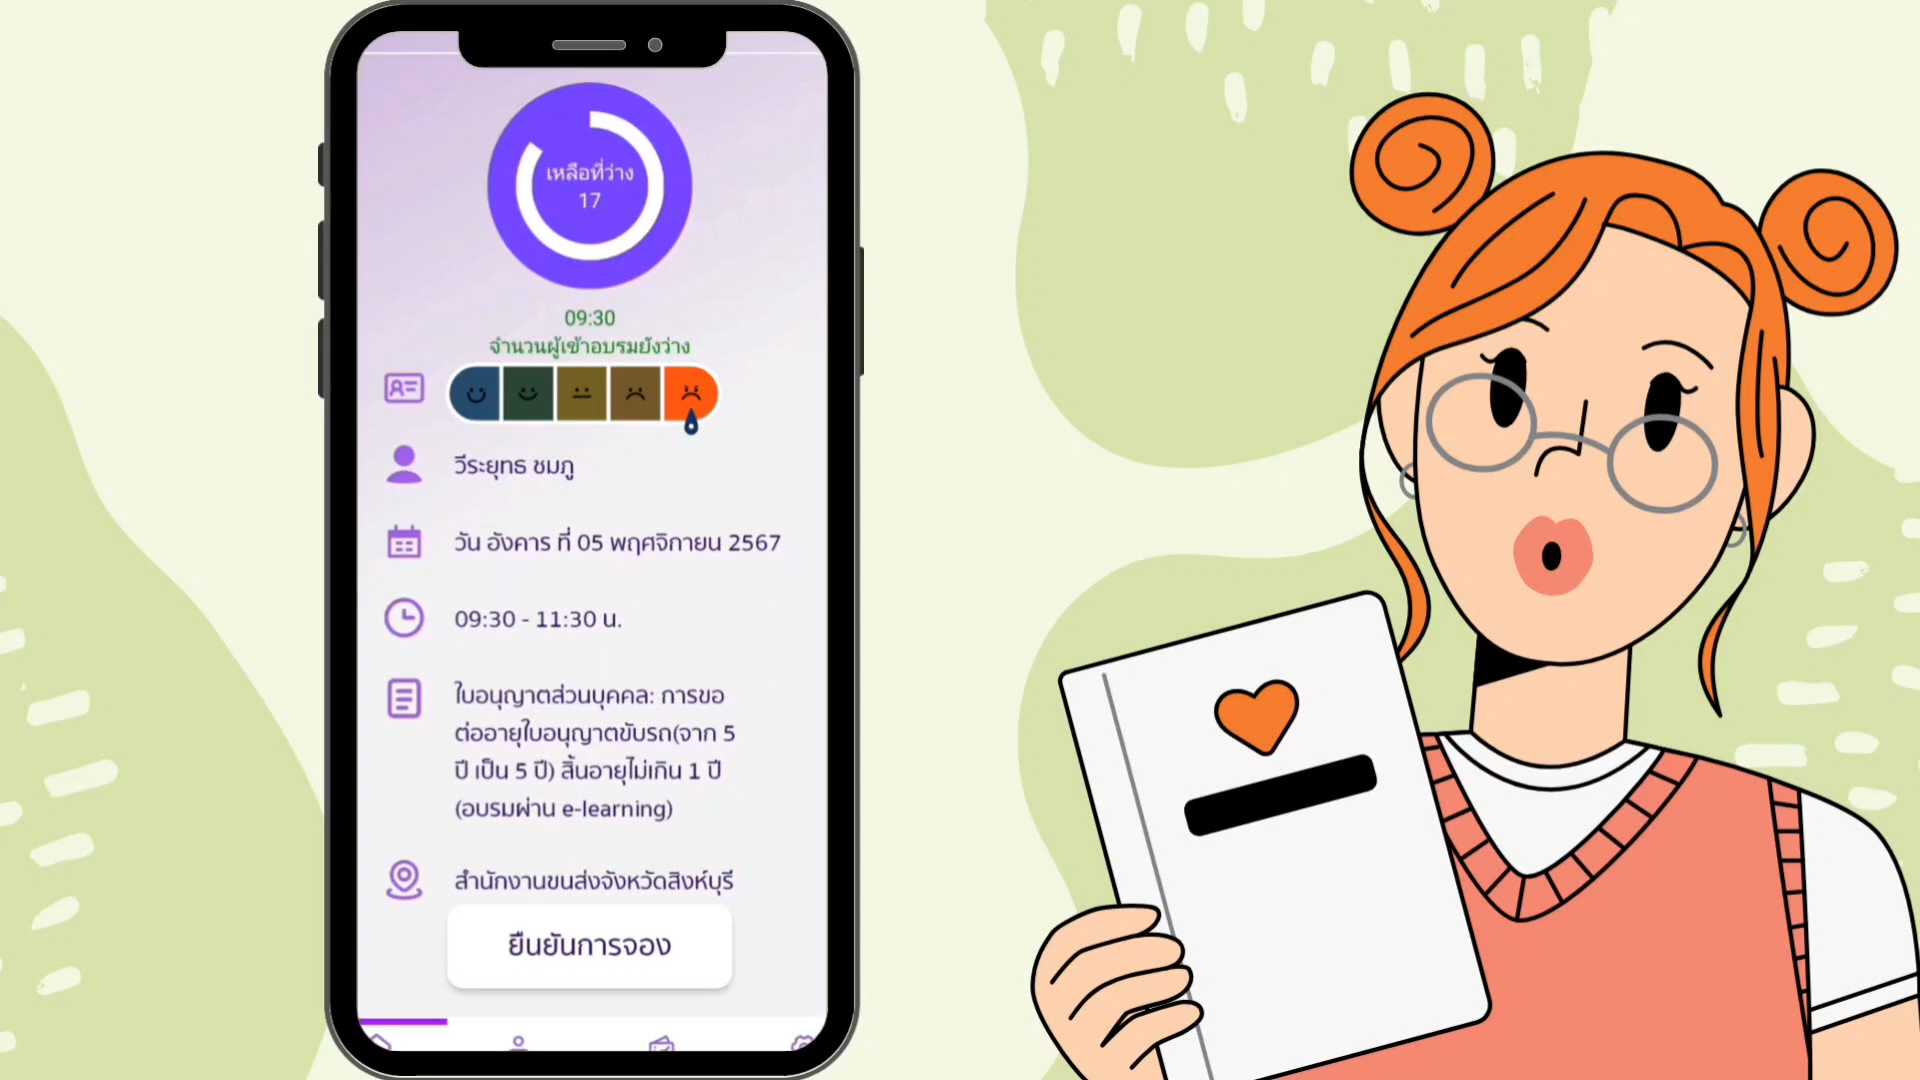 เหลือที่ว่าง
17
09:30
จำนวนผู้เข้าอบรมยังว่าง
วีระยุทธ ชมภู
วัน อังคาร ที่ 05 พฤศจิกายน 2567
09:30 - 11:30 น.
ใบอนุญาตส่วนบุคคล: การขอ
ต่ออายุใบอนุญาตขับรถ(จาก 5
ปี เป็น 5 ปี) สิ้นอายุไม่เกิน 1 ปี
(อบรมผ่าน e-learning)
สำนักงานขนส่งจังหวัดสิงห์บุรี
ยืนยันการจอง